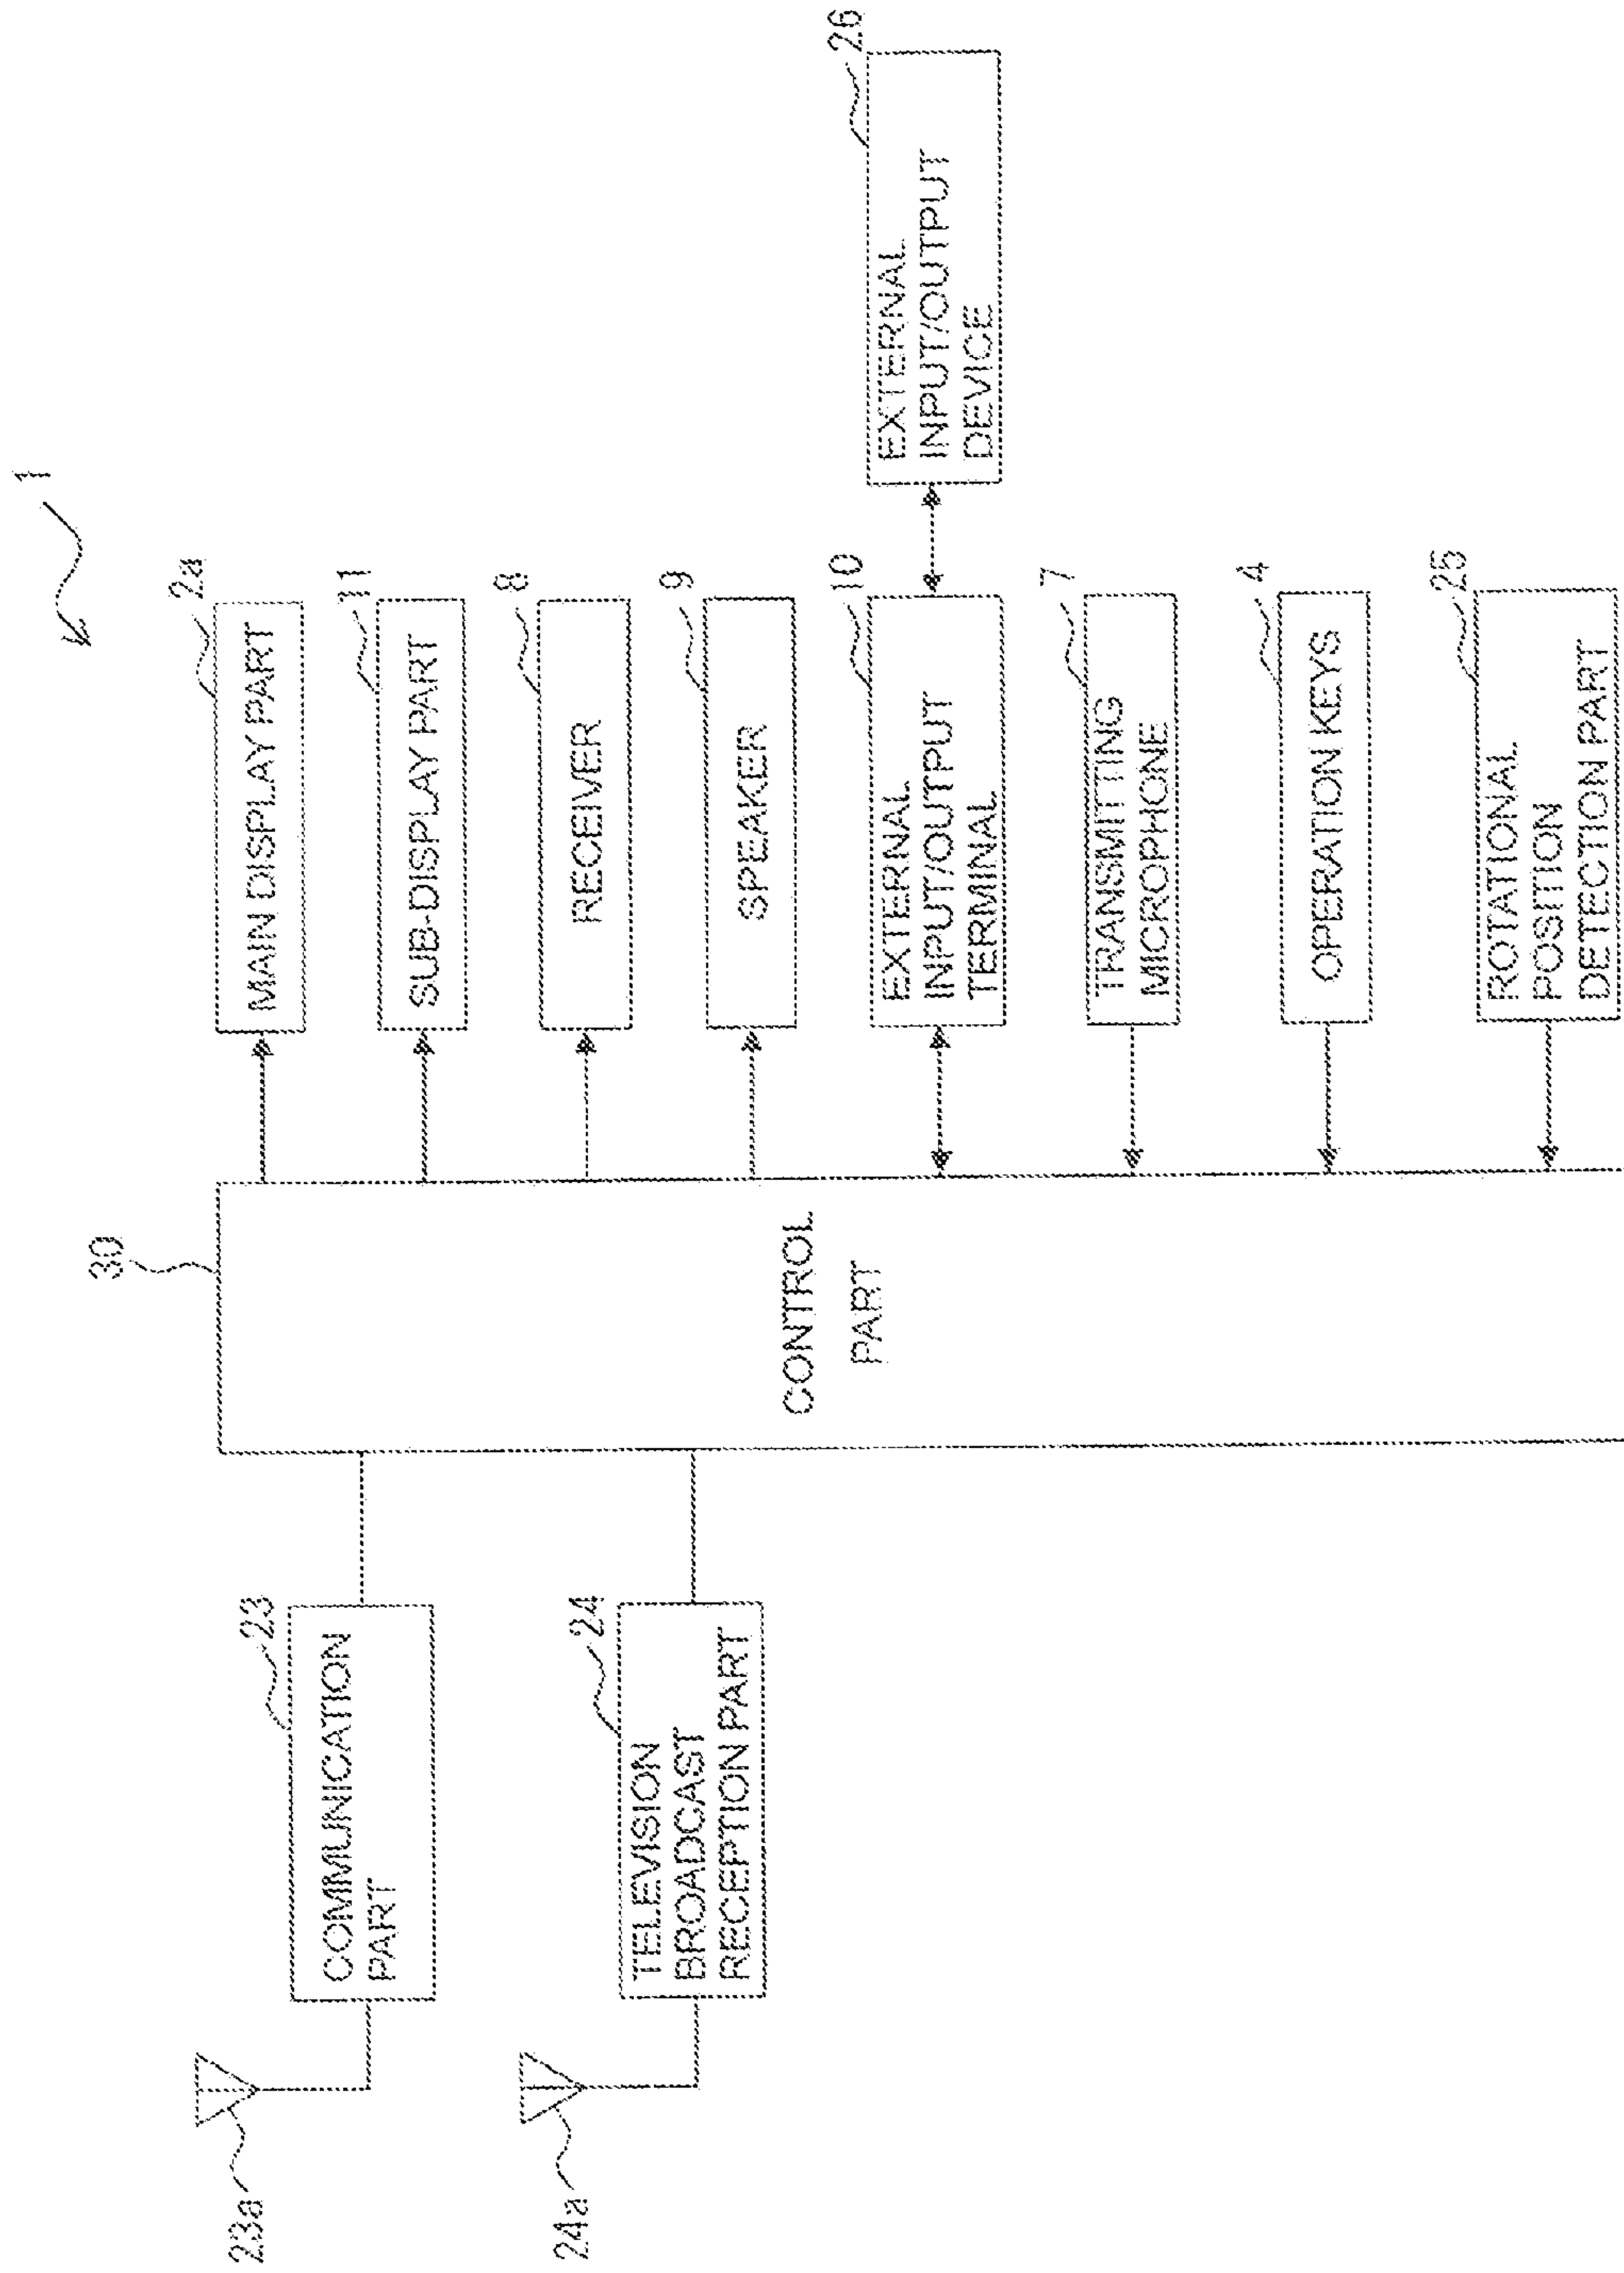 1
30
23a
23
COMMUNICATION
PART
24a
24
TELEVISION
BROADCAST
RECEPTION PART
CONTROL
PART
2a
MAIN DISPLAY PART
11
SUB-DISPLAY PART
8
RECEIVER
9
SPEAKER
10
EXTERNAL
INPUT/OUTPUT
TERMINAL
26
EXTERNAL
INPUT/OUTPUT
DEVICE
7
TRANSMITTING
MICROPHONE
4
OPERATION KEYS
25
ROTATIONAL
POSITION
DETECTION PART